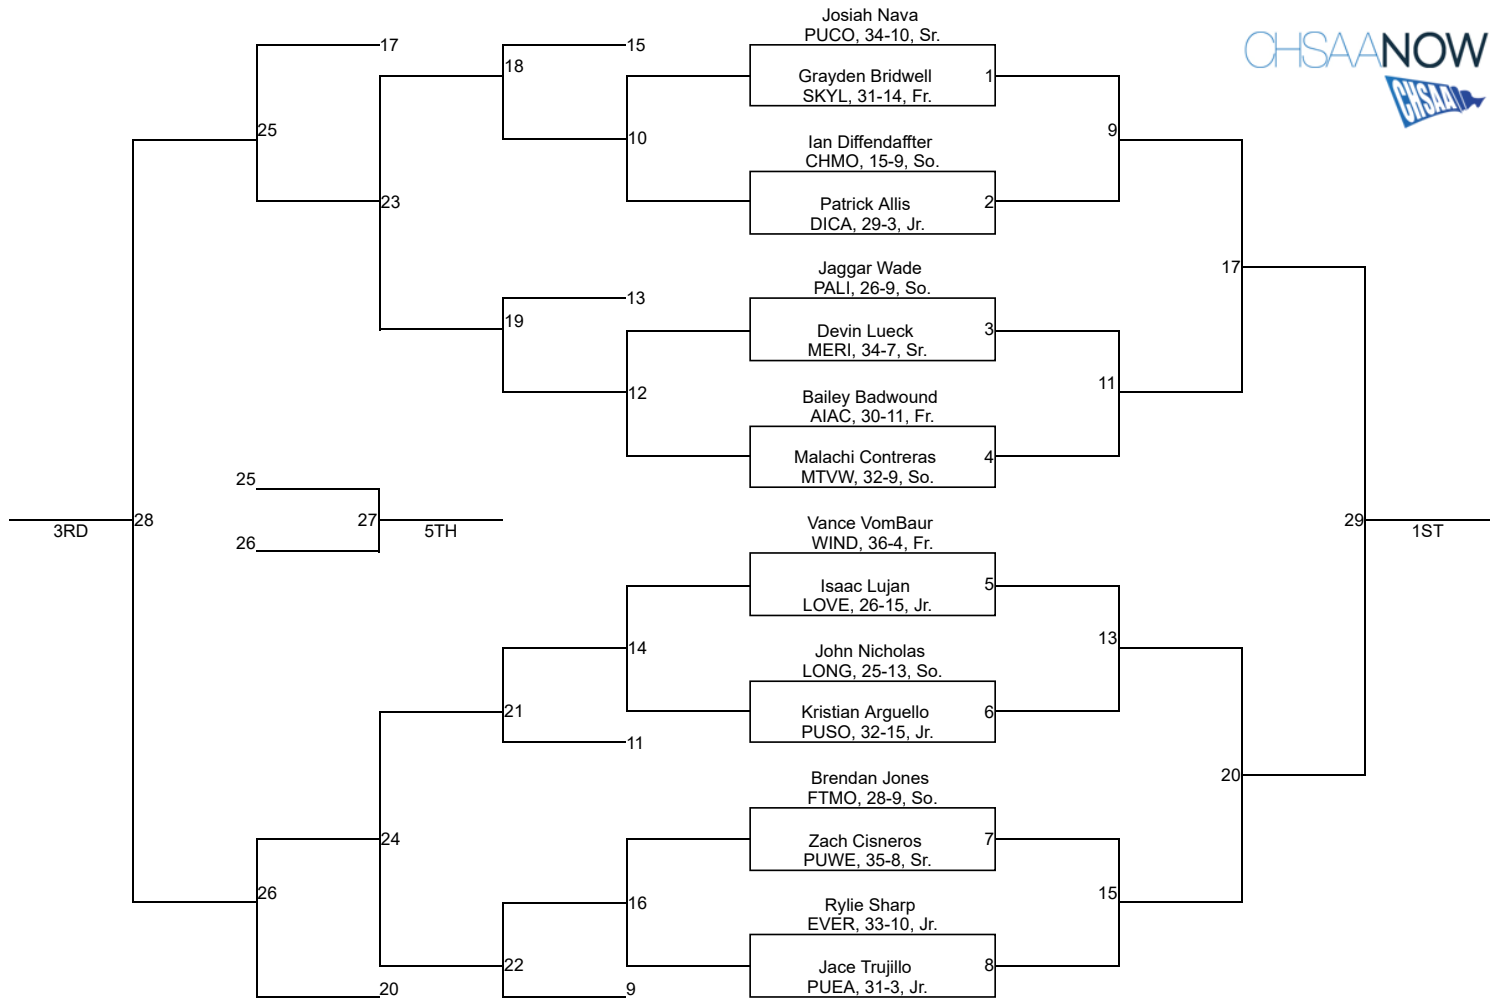 Josiah Nava
PUCO, 34-10, Sr.
CHSAANOW
CHSAA
17
15
18
Grayden Bridwell
1
SKYL, 31-14, Fr.
25
10
9
Ian Diffendaffter
CHMO, 15-9, So.
23
Patrick Allis
2
DICA, 29-3, Jr.
17
Jaggar Wade
PALI, 26-9, So.
13
19
Devin Lueck
3
MERI, 34-7, Sr.
12
11
Bailey Badwound
AIAC, 30-11, Fr.
Malachi Contreras
4
MTVW, 32-9, So.
25
28
27
29
3RD
5TH
1ST
26
Vance VomBaur
WIND, 36-4, Fr.
Isaac Lujan
5
LOVE, 26-15, Jr.
14
13
John Nicholas
LONG, 25-13, So.
21
Kristian Arguello
6
PUSO, 32-15, Jr.
11
20
Brendan Jones
FTMO, 28-9, So.
24
Zach Cisneros
7
PUWE, 35-8, Sr.
26
16
15
Rylie Sharp
EVER, 33-10, Jr.
22
Jace Trujillo
8
PUEA, 31-3, Jr.
20
9